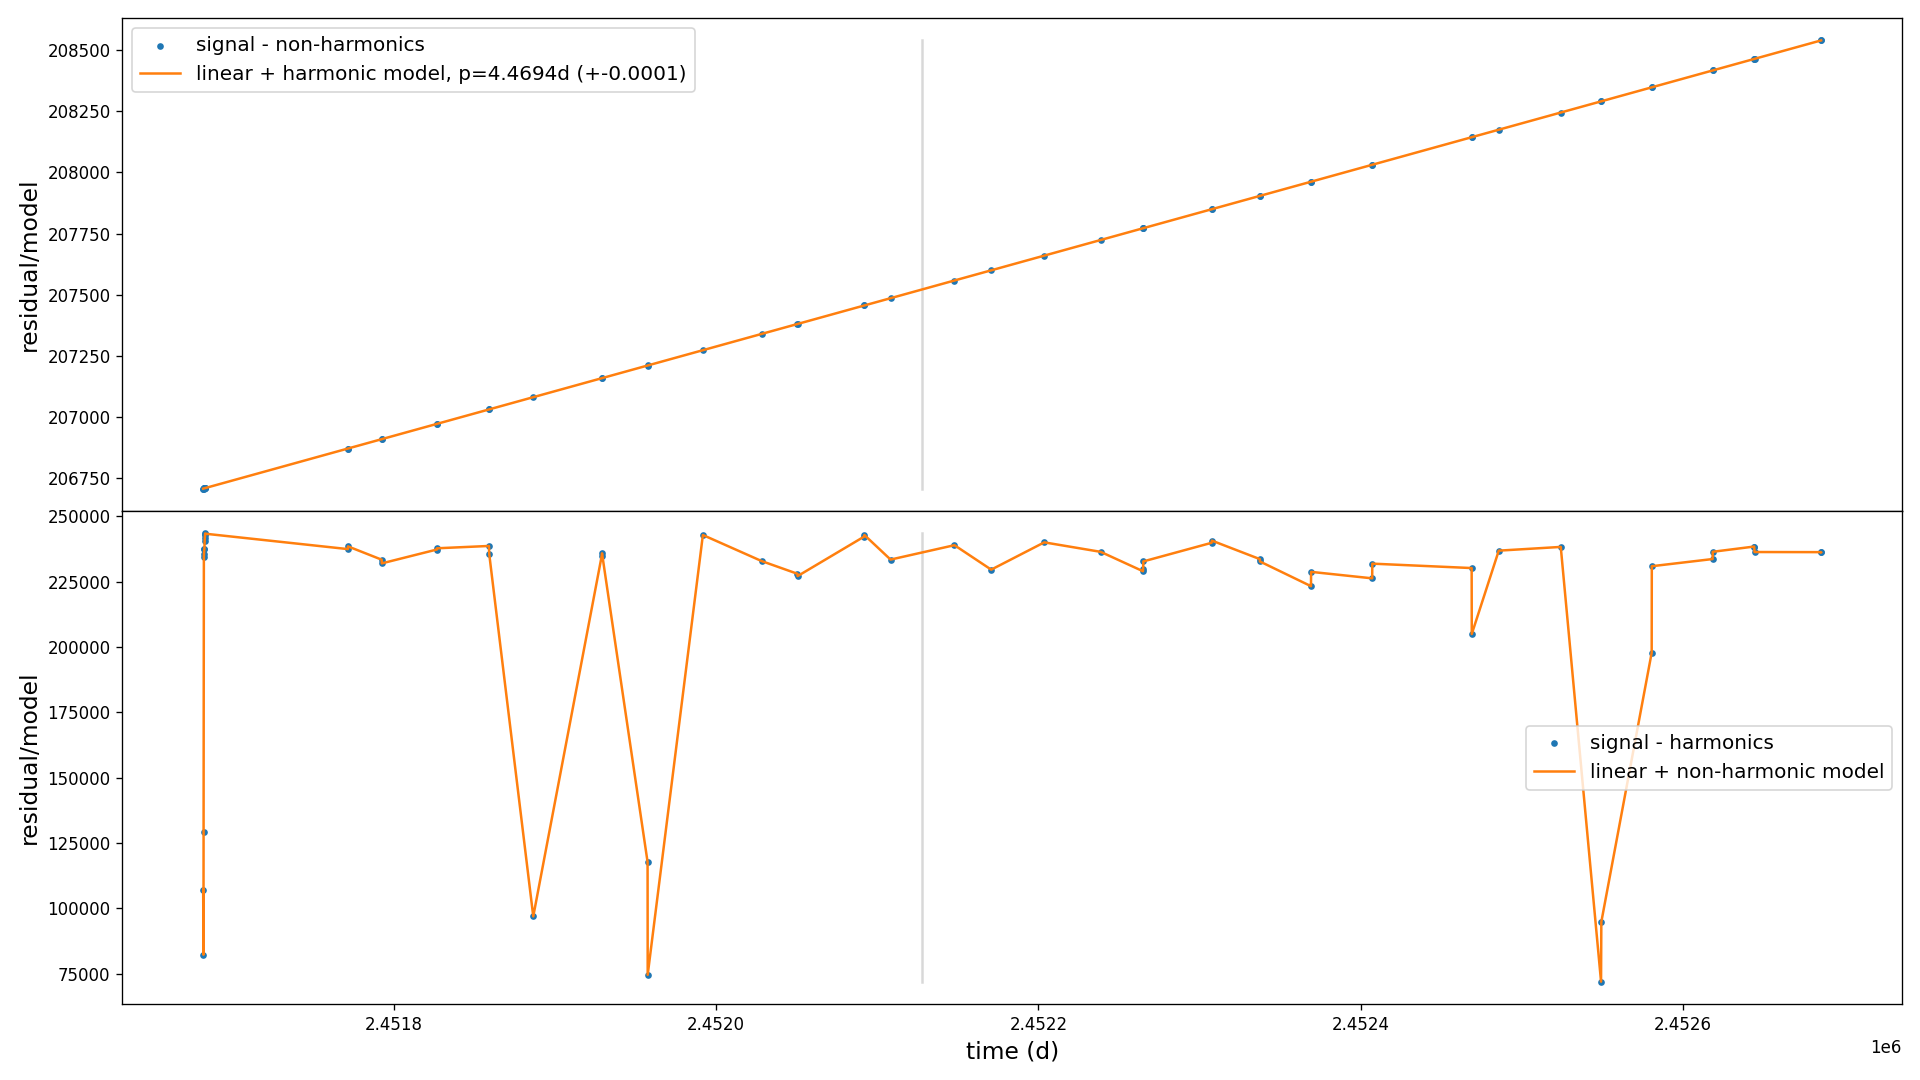 signal - non-harmonics
linear + harmonic model, p=4.4694d (+-0.0001)
208500
208250
208000
207750
207500
207250
207000
206750
residual/model
250000
225000
200000
175000
150000
125000
100000
75000
residual/model
signal - harmonics
linear + non-harmonic model
2.4518
2.4520
2.4522
2.4524
2.4526
1e6
time (d)